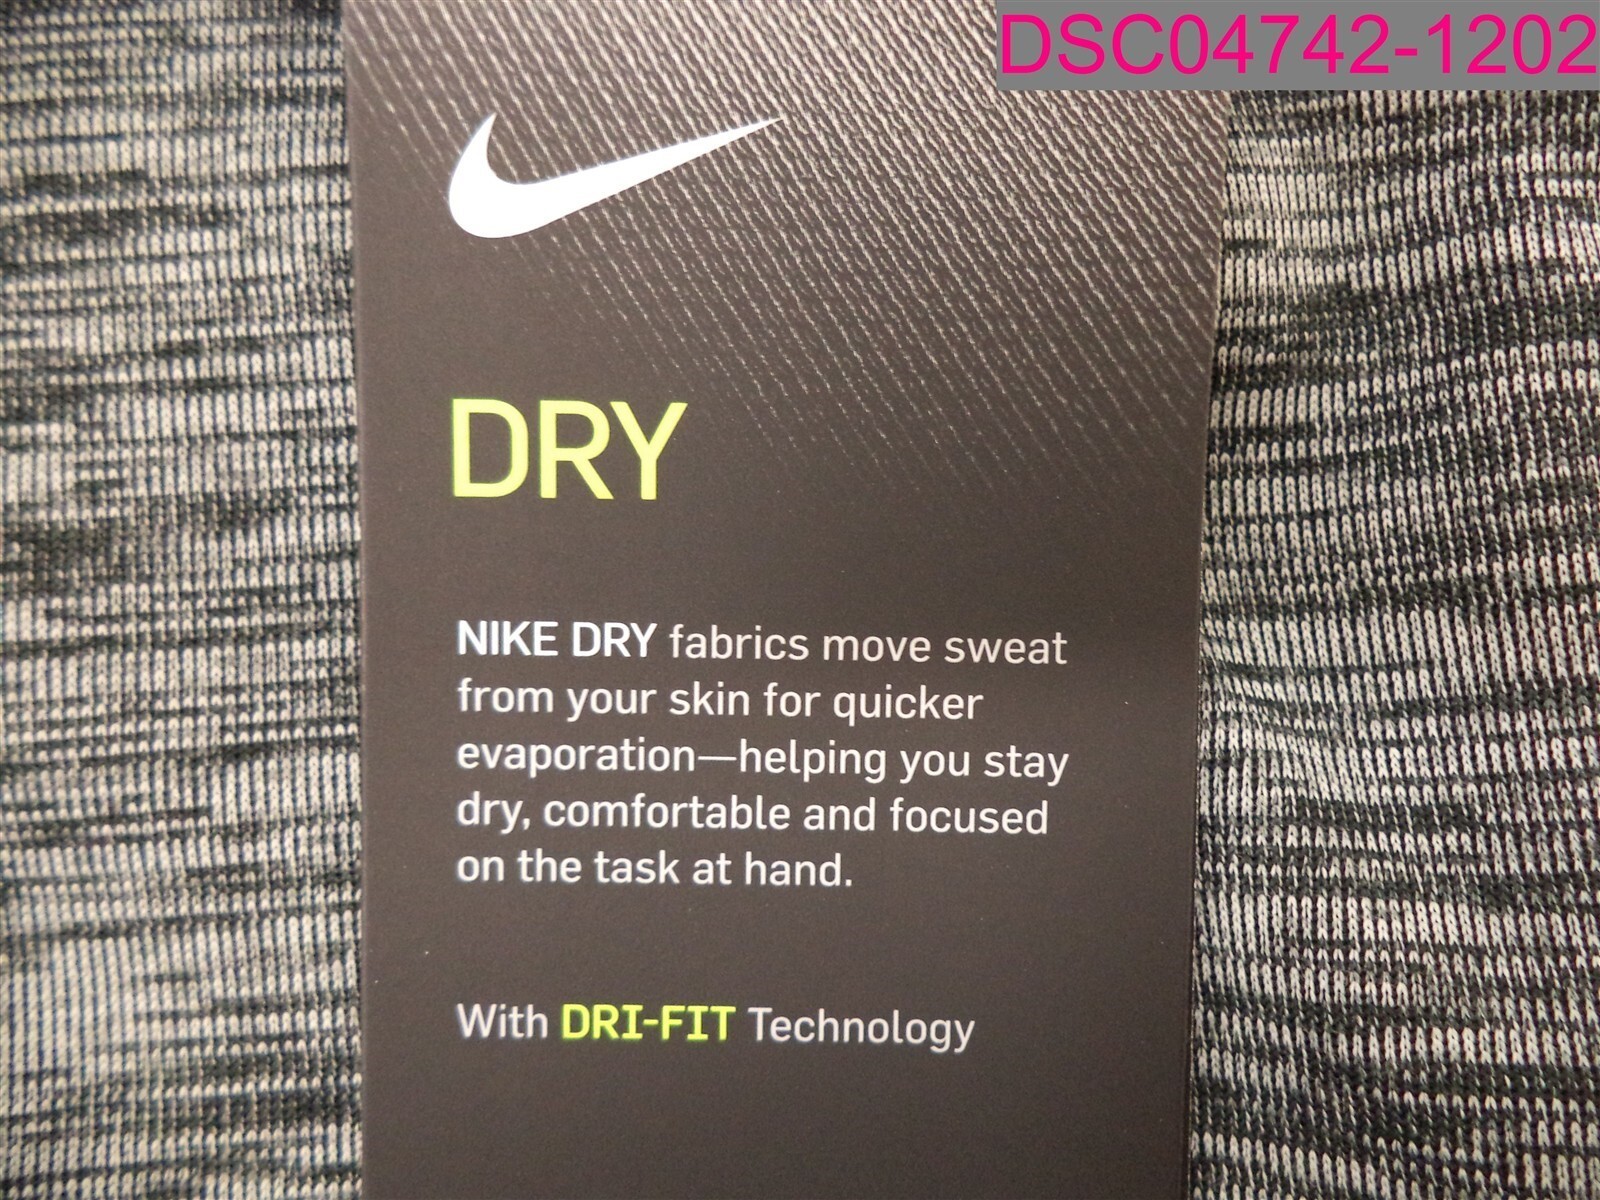 DSC04742-1202
DRY
NIKE DRY fabrics move sweat
from your skin for quicker
evaporation—helping you stay
dry, comfortable and focused
on the task at hand.
With DRI-FIT Technology